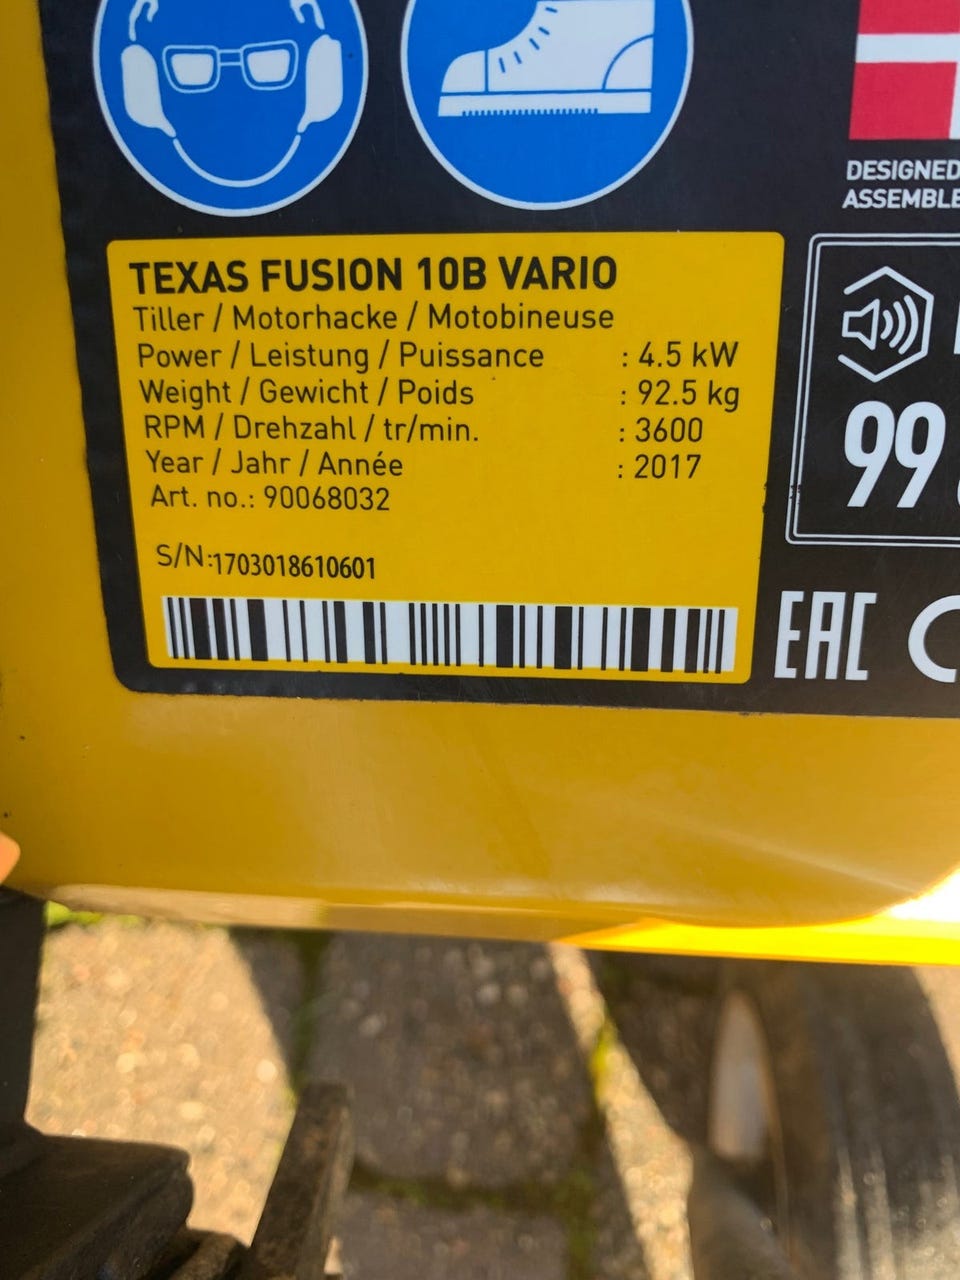 DESIGNED
ASSEMBLE
TEXAS FUSION 10B VARIO
Tiller / Motorhacke / Motobineuse
Power / Leistung / Puissance : 4.5 kW
Weight / Gewicht / Poids : 92.5 kg
RPM / Drehzahl / tr/min. : 3600
Year / Jahr / Année : 2017
Art. no.: 90068032
S/N:1703018610601
99
EAC